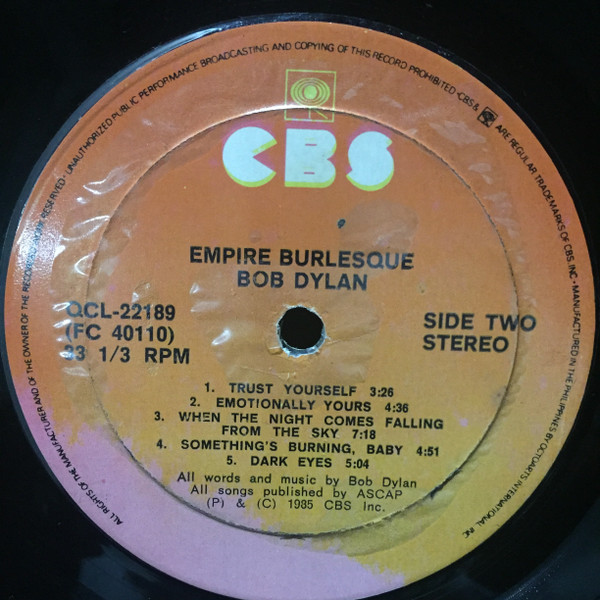 ALL RIGHTS OF THE MANUFACTURER AND OF THE OWNER OF THE RECORDED WORK RESERVED · UNAUTHORIZED PUBLIC PERFORMANCE BROADCASTING AND COPYING OF THIS RECORD PROHIBITED · "CBS" & ARE REGULAR TRADEMARKS OF CBS, INC · MANUFACTURED IN THE PHILIPPINES BY OCTOARTS INTERNATIONAL INC
CBS
EMPIRE BURLESQUE
BOB DYLAN
QCL-22189
(FC 40110)
33 1/3 RPM
SIDE TWO
STEREO
1. TRUST YOURSELF 3:26
2. EMOTIONALLY YOURS 4:36
3. WHEN THE NIGHT COMES FALLING
FROM THE SKY 7:18
4. SOMETHING'S BURNING, BABY 4:51
5. DARK EYES 5:04
All words and music by Bob Dylan
All songs published by ASCAP
(P) & (C) 1985 CBS Inc.